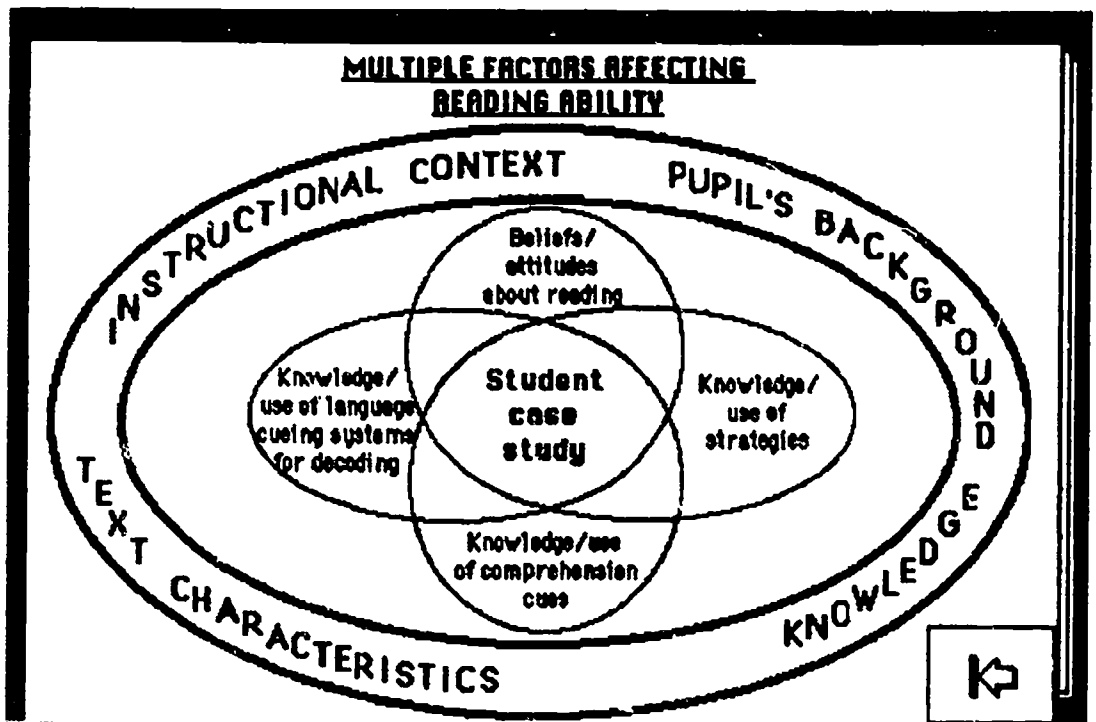 MULTIPLE FACTORS AFFECTING
READING ABILITY
INSTRUCTIONAL CONTEXT
PUPIL'S BACKGROUND KNOWLEDGE
TEXT CHARACTERISTICS
Beliefs/
attitudes
about reading
Knowledge/
use of language
cueing systems
for decoding
Student
case
study
Knowledge/
use of
strategies
Knowledge/use
of comprehension
cues